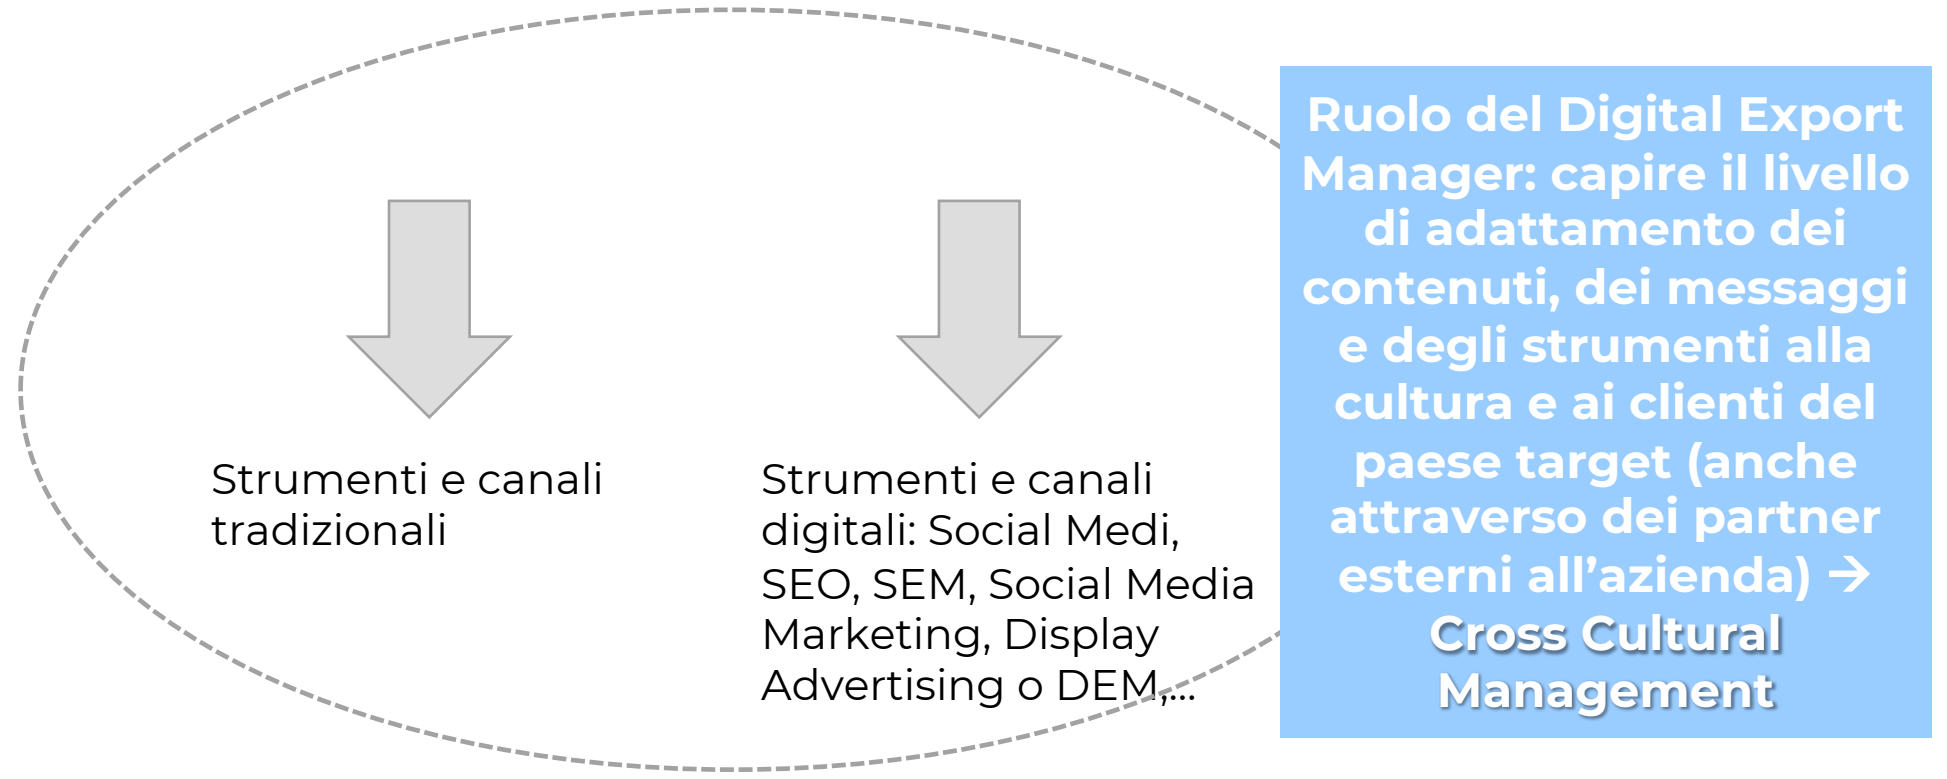 Strumenti e canali
tradizionali
Strumenti e canali
digitali: Social Medi,
SEO, SEM, Social Media
Marketing, Display
Advertising o DEM,...
Ruolo del Digital Export
Manager: capire il livello
di adattamento dei
contenuti, dei messaggi
e degli strumenti alla
cultura e ai clienti del
paese target (anche
attraverso dei partner
esterni all’azienda) →
Cross Cultural
Management